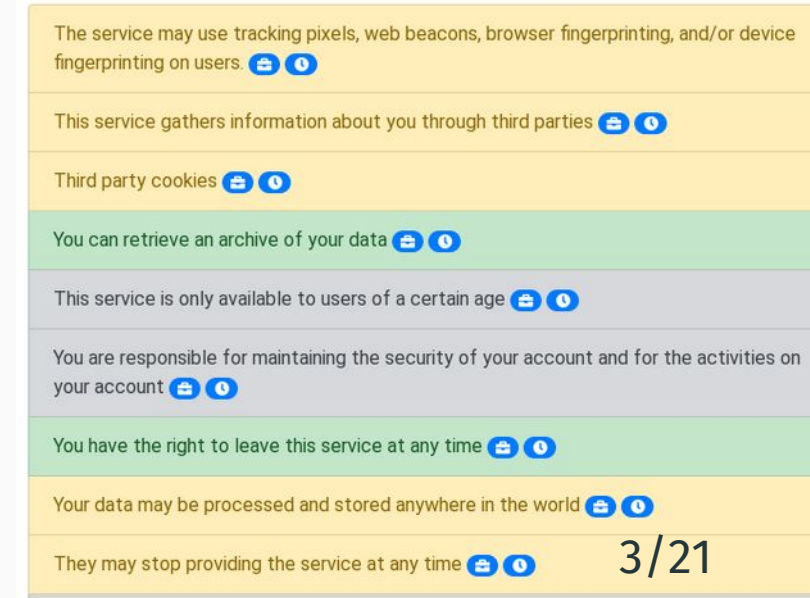 The service may use tracking pixels, web beacons, browser fingerprinting, and/or device
fingerprinting on users.
This service gathers information about you through third parties
Third party cookies
You can retrieve an archive of your data
This service is only available to users of a certain age
You are responsible for maintaining the security of your account and for the activities on
your account
You have the right to leave this service at any time
Your data may be processed and stored anywhere in the world
They may stop providing the service at any time
3/21